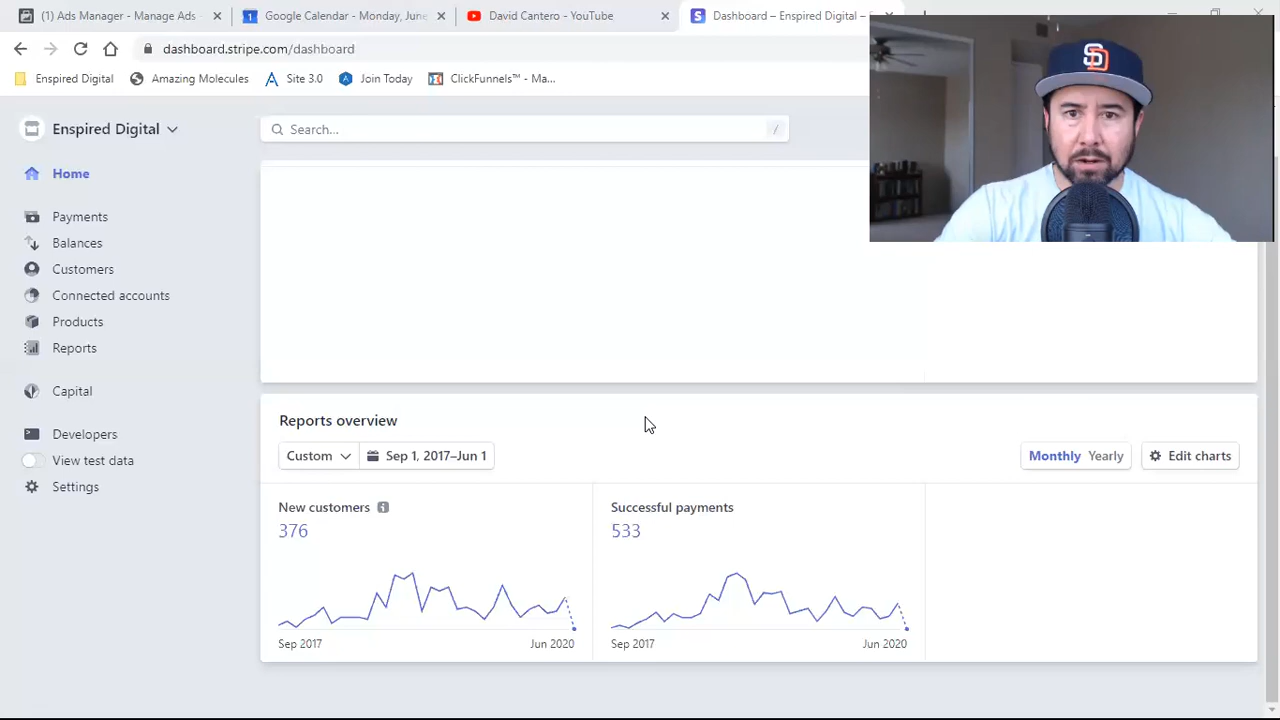 (1) Ads Manager - Manage Ads
Google Calendar - Monday, June
David Cantero - YouTube
Dashboard – Enspired Digital –
dashboard.stripe.com/dashboard
Enspired Digital
Amazing Molecules
Site 3.0
Join Today
ClickFunnels™ - Ma...
Enspired Digital
Search...
/
Home
Payments
Balances
Customers
Connected accounts
Products
Reports
Capital
Developers
View test data
Settings
SD
Reports overview
Custom
Sep 1, 2017–Jun 1
Monthly Yearly
Edit charts
New customers
376
Sep 2017
Jun 2020
Successful payments
533
Sep 2017
Jun 2020